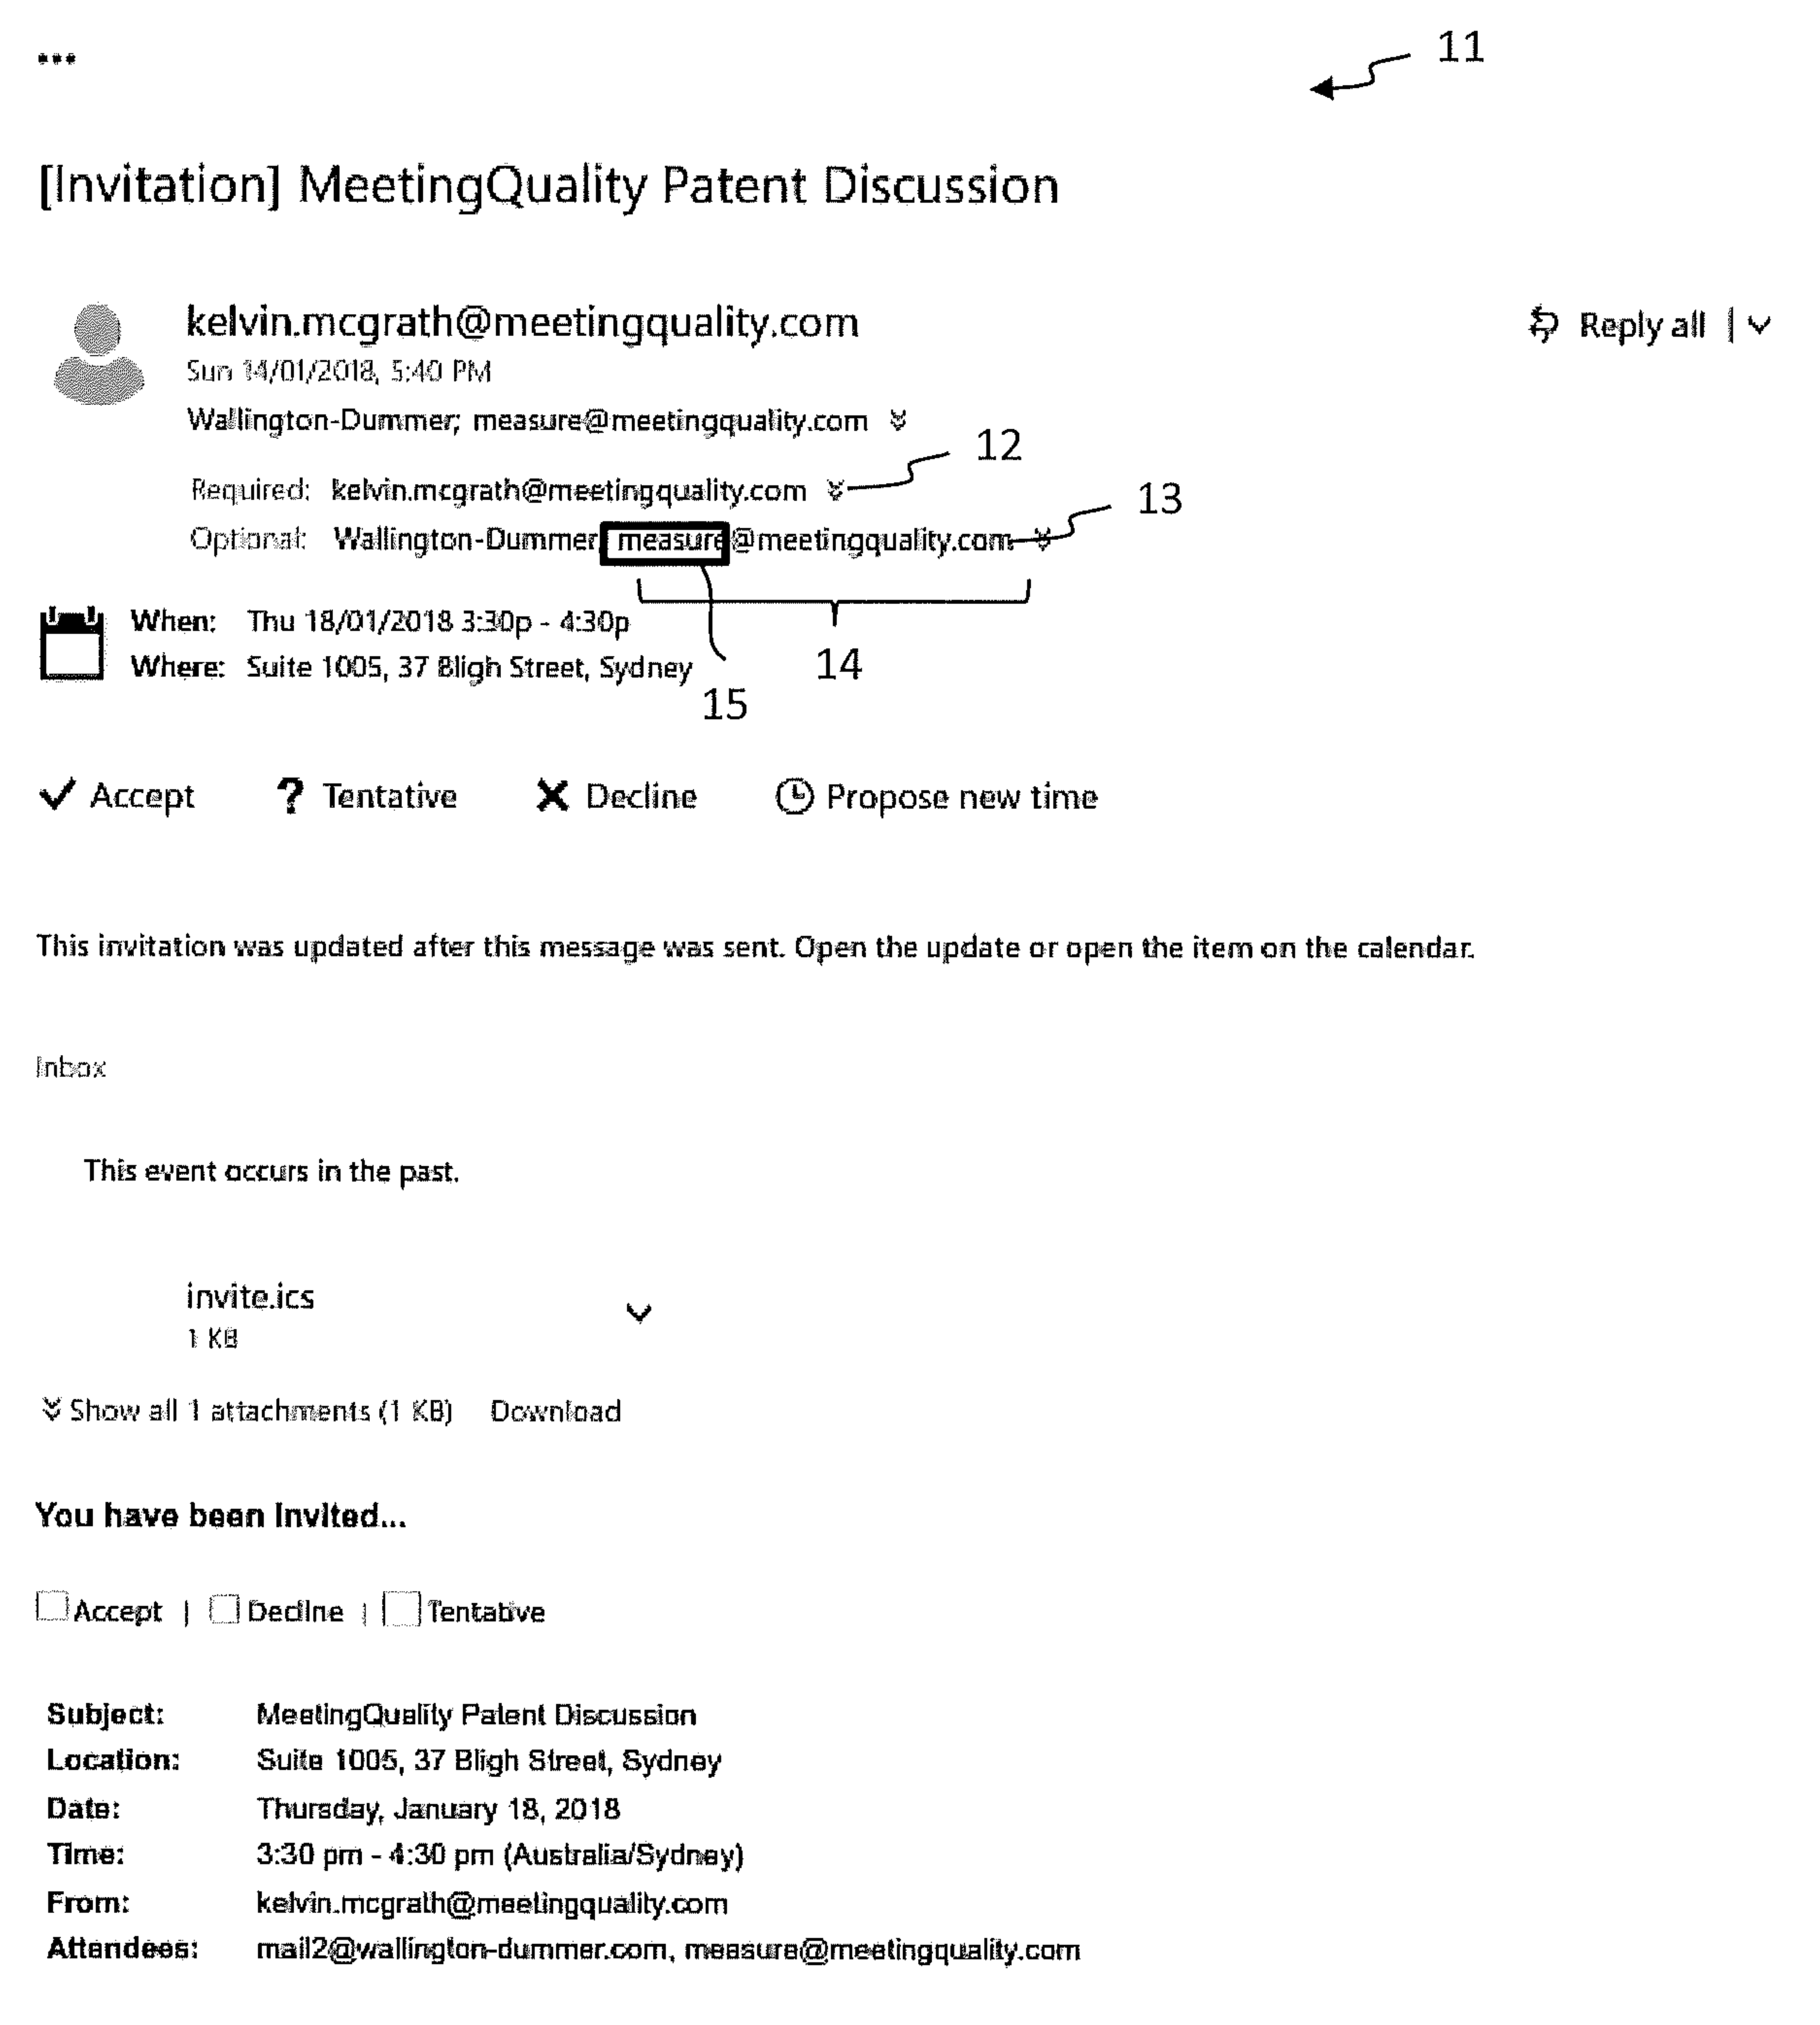 ...
11
[Invitation] MeetingQuality Patent Discussion
kelvin.mcgrath@meetingquality.com
Reply all
Sun 14/01/2018, 5:40 PM
Wallington-Dummer; measure@meetingquality.com
12
Required: kelvin.mcgrath@meetingquality.com
13
Optional: Wallington-Dummer measure@meetingquality.com
When: Thu 18/01/2018 3:30p - 4:30p
Where: Suite 1005, 37 Bligh Street, Sydney
14
15
Accept ? Tentative Decline Propose new time
This invitation was updated after this message was sent. Open the update or open the item on the calendar.
Inbox
This event occurs in the past.
invite.ics
1 KB
Show all 1 attachments (1 KB) Download
You have been Invited...
Accept | Decline | Tentative
Subject: MeetingQuality Patent Discussion
Location: Suite 1005, 37 Bligh Street, Sydney
Date: Thursday, January 18, 2018
Time: 3:30 pm - 4:30 pm (Australia/Sydney)
From: kelvin.mcgrath@meetingquality.com
Attendees: mail2@wallington-dummer.com, measure@meetingquality.com